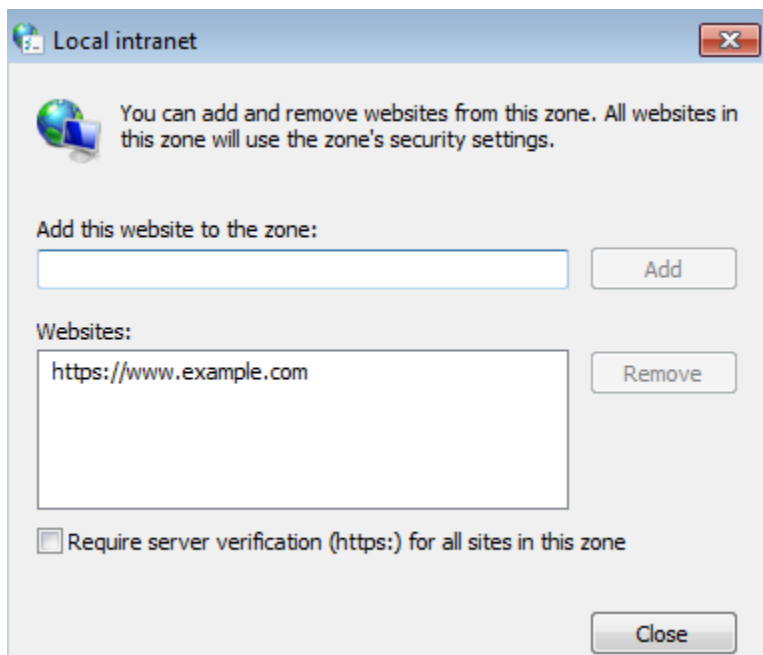 Local intranet
You can add and remove websites from this zone. All websites in
this zone will use the zone's security settings.
Add this website to the zone:
Add
Websites:
https://www.example.com
Remove
Require server verification (https:) for all sites in this zone
Close